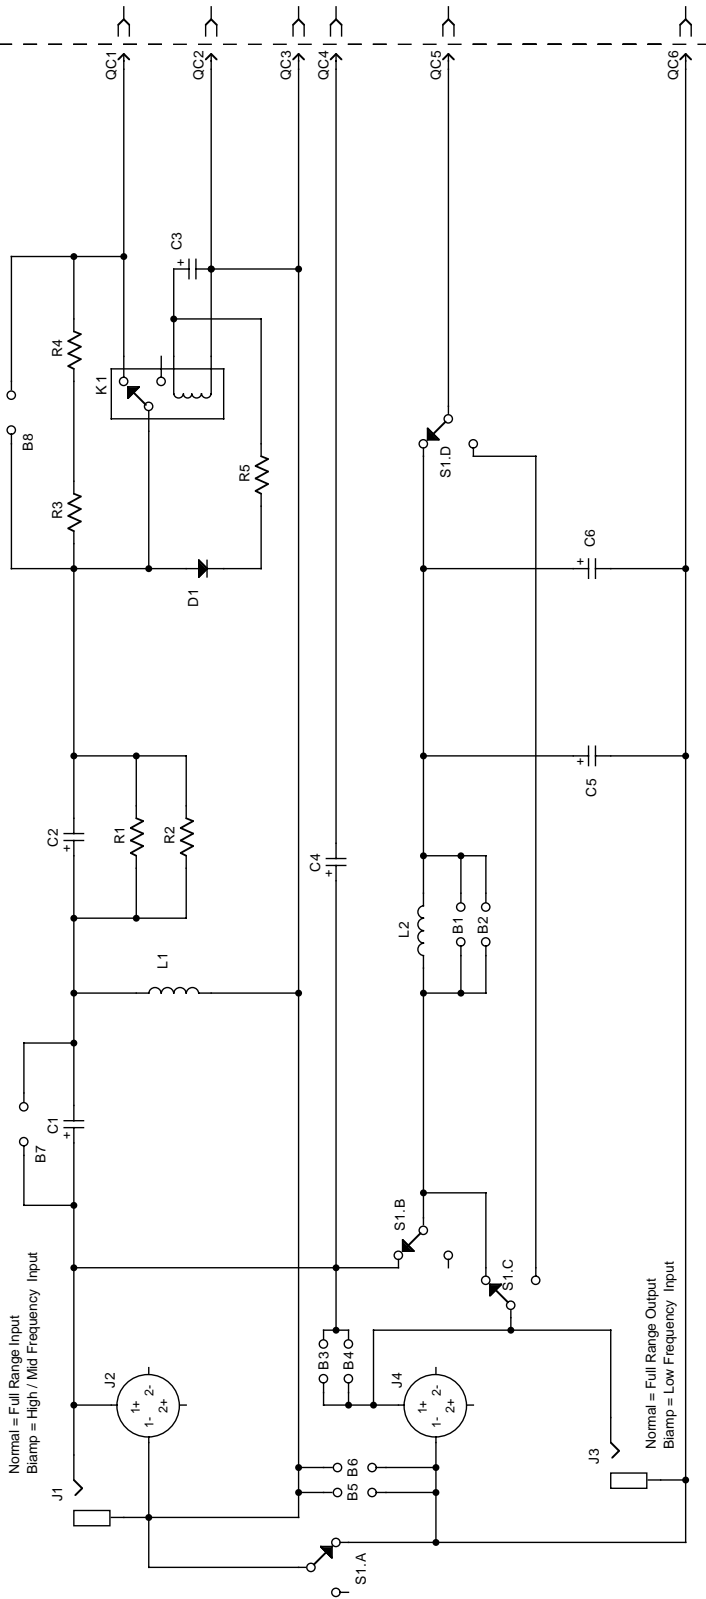 QC1
QC2
QC3
QC4
QC5
QC6
C3
+
R4
K1
B8
R3
R5
S1.D
D1
C6
+
C5
+
C2
+
R1
R2
C4
+
L2
B1
B2
L1
C1
+
B7
S1.B
S1.C
Normal = Full Range Input
Biamp = High / Mid Frequency Input
J2
1+
2-
1-
2+
B3
B4
J4
1+
2-
1-
2+
J1
B6
B5
J3
Normal = Full Range Output
Biamp = Low Frequency Input
S1.A